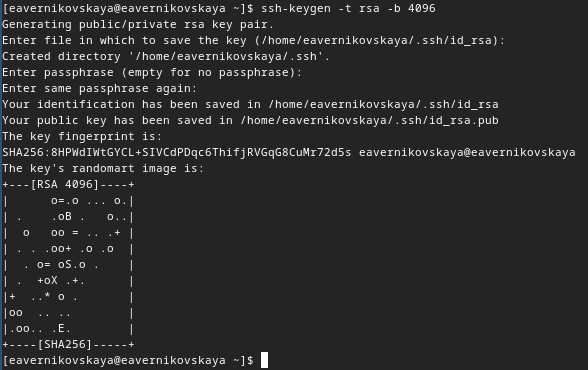 [eavernikovskaya@eavernikovskaya ~]$ ssh-keygen -t rsa -b 4096
Generating public/private rsa key pair.
Enter file in which to save the key (/home/eavernikovskaya/.ssh/id_rsa):
Created directory '/home/eavernikovskaya/.ssh'.
Enter passphrase (empty for no passphrase):
Enter same passphrase again:
Your identification has been saved in /home/eavernikovskaya/.ssh/id_rsa
Your public key has been saved in /home/eavernikovskaya/.ssh/id_rsa.pub
The key fingerprint is:
SHA256:8HPWdIWtGYCL+SIVCdPDqc6ThifjRVGqG8CuMr72d5s eavernikovskaya@eavernikovskaya
The key's randomart image is:
+---[RSA 4096]----+
|      o=.o ... o.|
| .    .oB .   o..|
|  o   oo = .. .+ |
| . . .oo+ .o .o  |
|  . o= oS.o .    |
| .  +oX .+.      |
|+  ..* o .       |
|oo  .. ..        |
|.oo.. .E.        |
+----[SHA256]-----+
[eavernikovskaya@eavernikovskaya ~]$